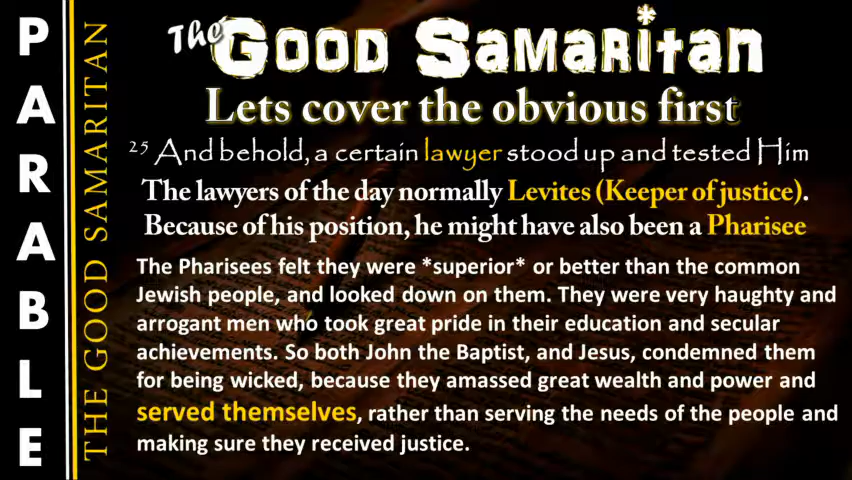 PARABLE
THE GOOD SAMARITAN
The Good Samaritan
Lets cover the obvious first
25 And behold, a certain lawyer stood up and tested Him
The lawyers of the day normally Levites (Keeper of justice).
Because of his position, he might have also been a Pharisee
The Pharisees felt they were *superior* or better than the common
Jewish people, and looked down on them. They were very haughty and
arrogant men who took great pride in their education and secular
achievements. So both John the Baptist, and Jesus, condemned them
for being wicked, because they amassed great wealth and power and
served themselves, rather than serving the needs of the people and
making sure they received justice.